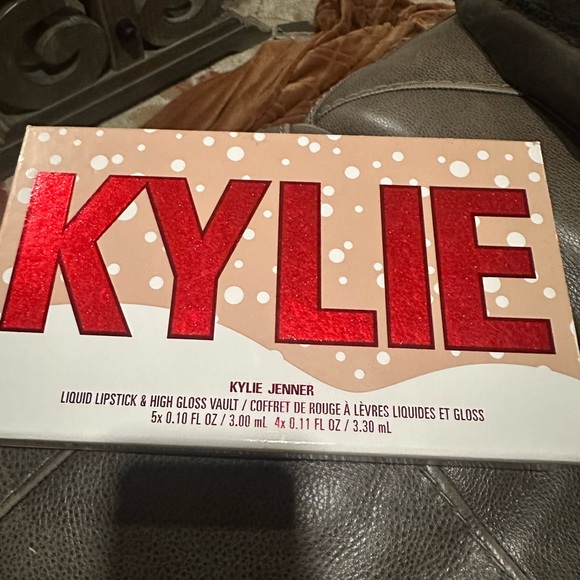 KYLIE
KYLIE JENNER
LIQUID LIPSTICK & HIGH GLOSS VAULT / COFFRET DE ROUGE À LÈVRES LIQUIDES ET GLOSS
5x 0.10 FL OZ / 3.00 mL 4x 0.11 FL OZ / 3.30 mL